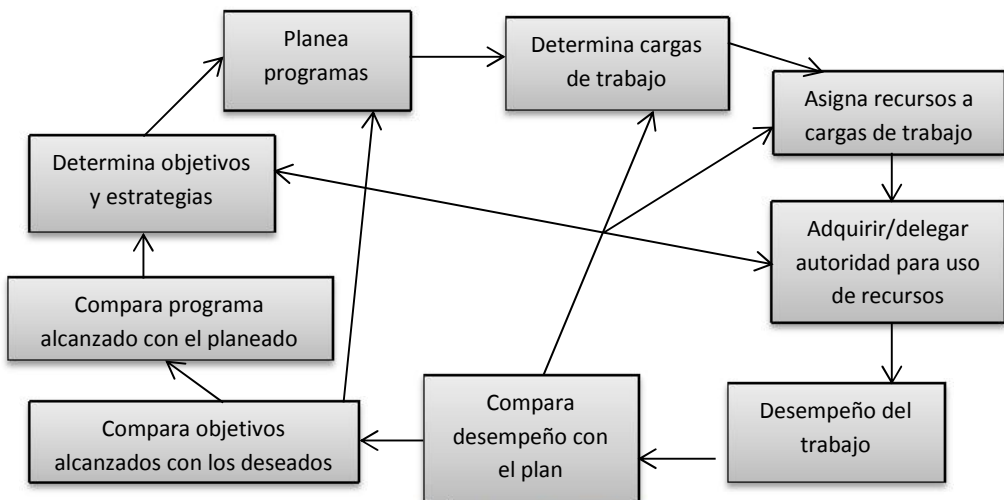 Planea
programas
Determina cargas
de trabajo
Asigna recursos a
cargas de trabajo
Determina objetivos
y estrategias
Adquirir/delegar
autoridad para uso
de recursos
Compara programa
alcanzado con el planeado
Compara objetivos
alcanzados con los deseados
Compara
desempeño con
el plan
Desempeño del
trabajo